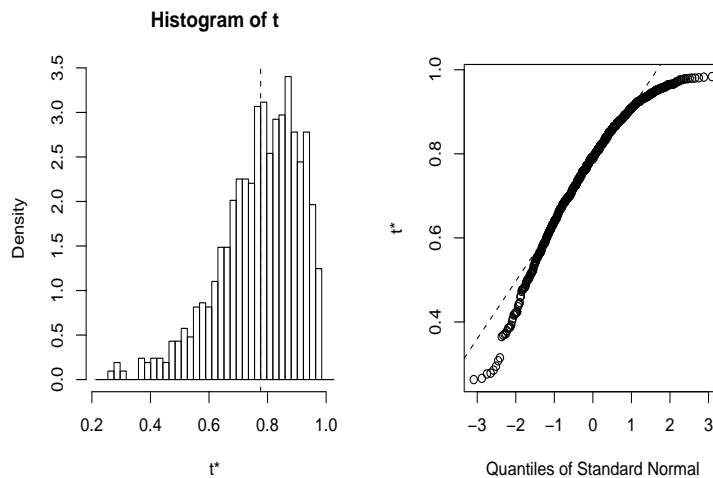 Histogram of t
Density
0.0 0.5 1.0 1.5 2.0 2.5 3.0 3.5
0.2 0.4 0.6 0.8 1.0
t*
t*
0.4 0.6 0.8 1.0
−3 −2 −1 0 1 2 3
Quantiles of Standard Normal